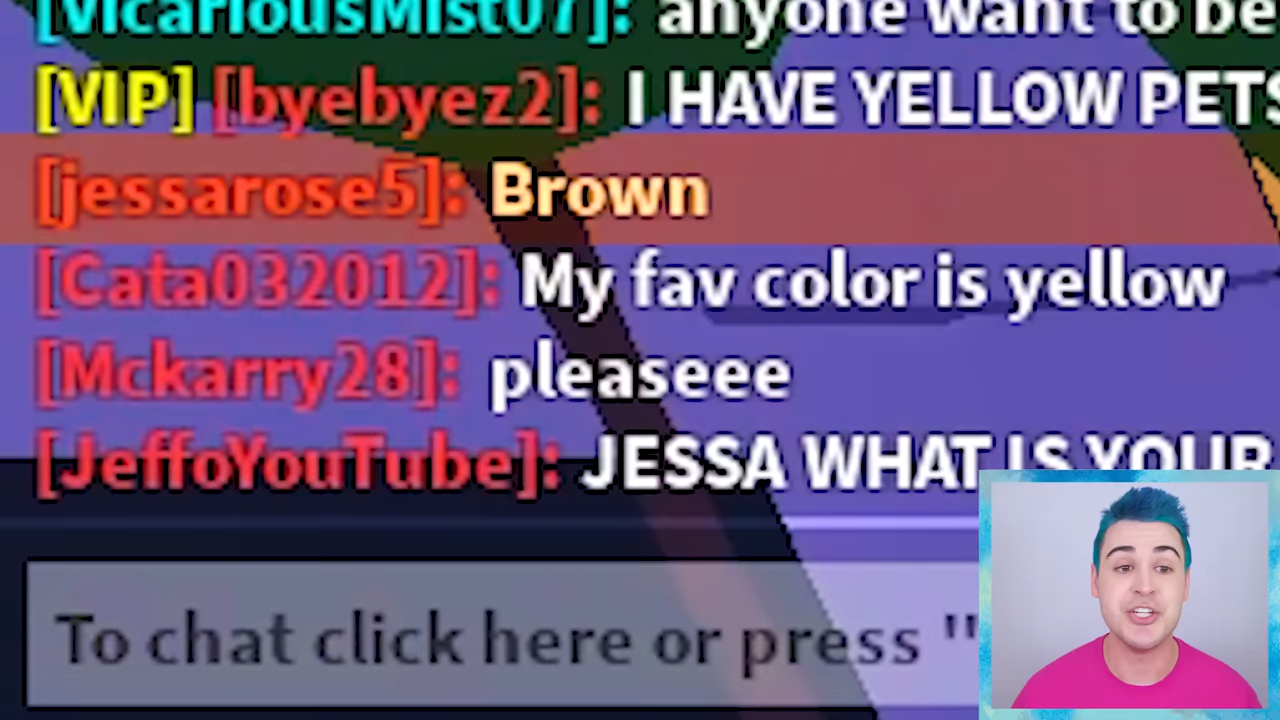 [VicariousMist07]: anyone want to be
[VIP] [byebyez2]: I HAVE YELLOW PETS
[jessarose5]: Brown
[Cata032012]: My fav color is yellow
[Mckarry28]: pleaseee
[JeffoYouTube]: JESSA WHAT IS YOUR
To chat click here or press "